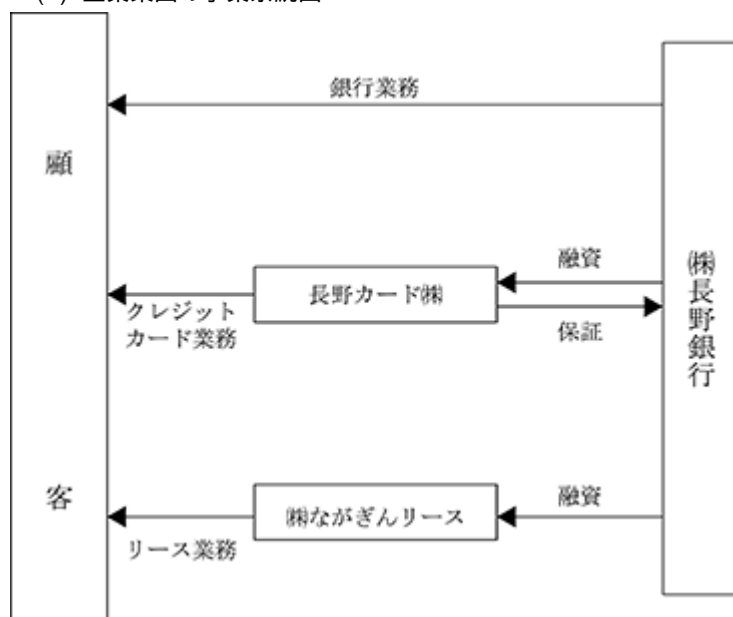 銀行業務
顧
客
融資
長野カード㈱
クレジット
カード業務
保証
㈱長野銀行
融資
㈱ながぎんリース
リース業務